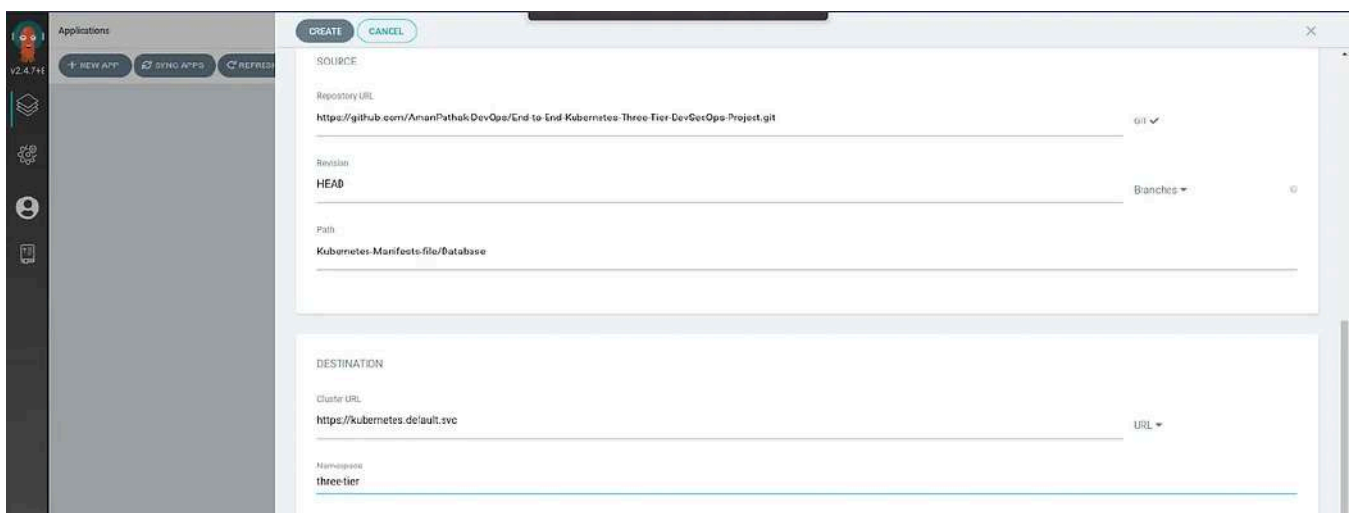 Applications
CREATE
CANCEL
v2.4.7+
NEW APP
SYNC APPS
REFRESH
SOURCE
Repository URL
https://github.com/AmanPathak-DevOps/End-to-End-Kubernetes-Three-Tier-DevSecOps-Project.git
GIT
Revision
HEAD
Branches
Path
Kubernetes-Manifests-file/Database
DESTINATION
Cluster URL
https://kubernetes.default.svc
URL
Namespace
three-tier